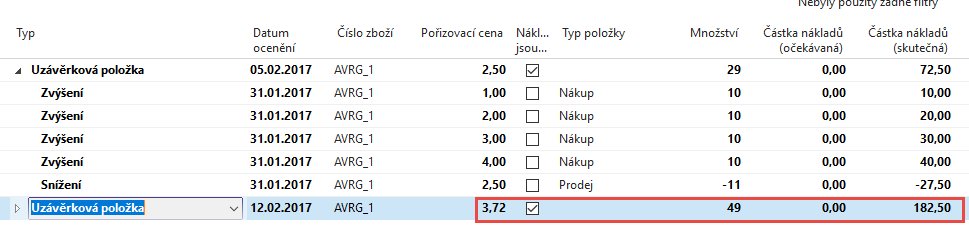 Nebyly použity žádné filtry
Typ Datum ocenění Číslo zboží Pořizovací cena Nákl... jsou... Typ položky Množství Částka nákladů (očekávaná) Částka nákladů (skutečná)
Uzávěrková položka 05.02.2017 AVRG_1 2,50 29 0,00 72,50
Zvýšení 31.01.2017 AVRG_1 1,00 Nákup 10 0,00 10,00
Zvýšení 31.01.2017 AVRG_1 2,00 Nákup 10 0,00 20,00
Zvýšení 31.01.2017 AVRG_1 3,00 Nákup 10 0,00 30,00
Zvýšení 31.01.2017 AVRG_1 4,00 Nákup 10 0,00 40,00
Snížení 31.01.2017 AVRG_1 2,50 Prodej -11 0,00 -27,50
Uzávěrková položka 12.02.2017 AVRG_1 3,72 49 0,00 182,50